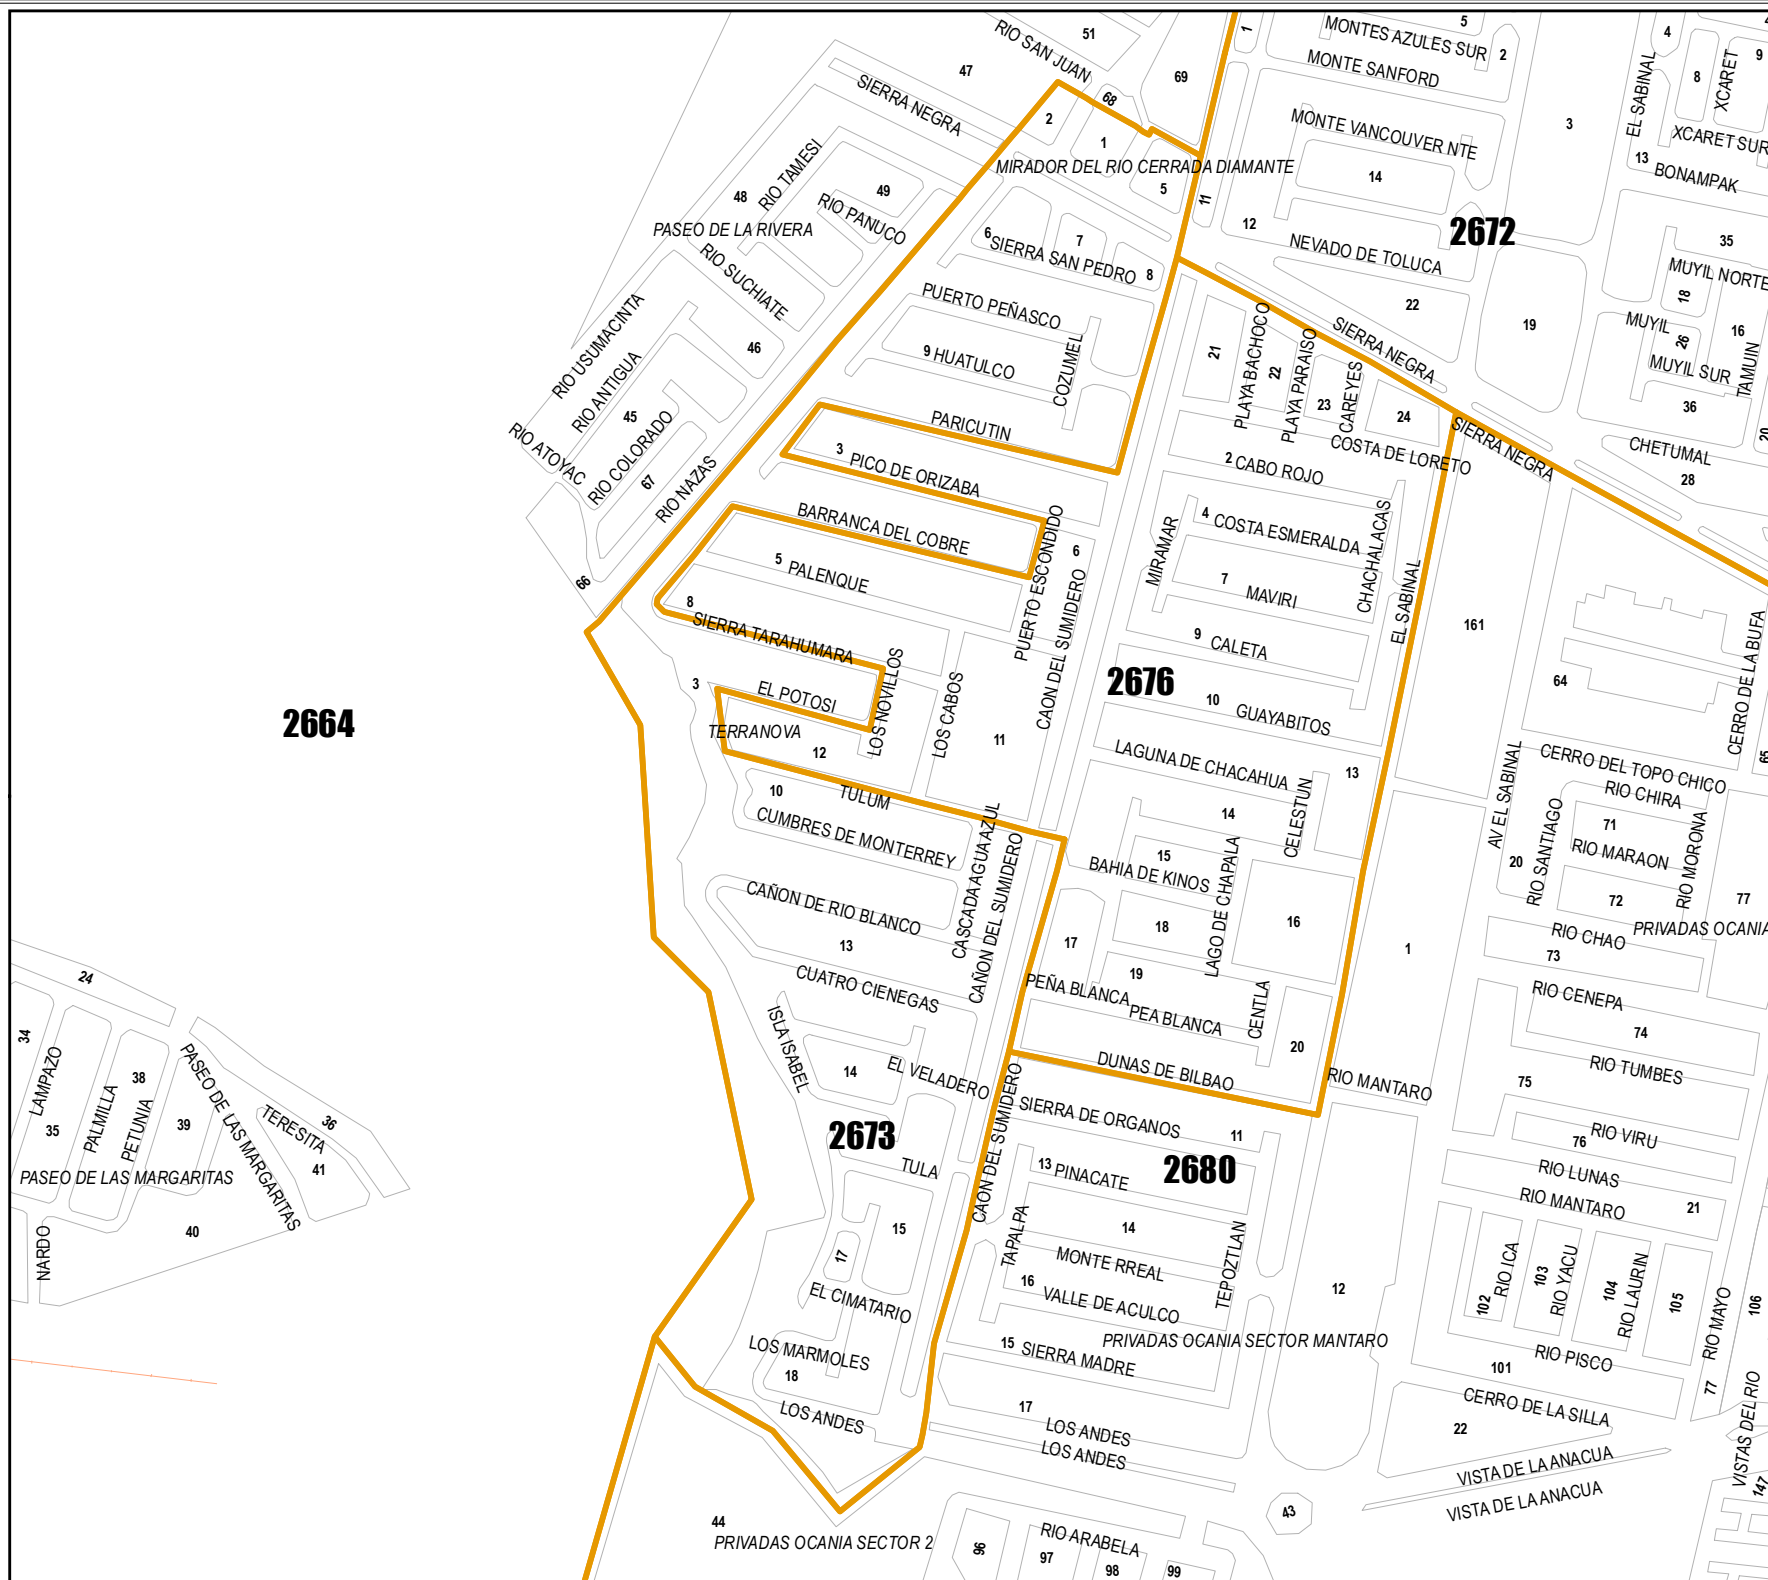 RIO SAN JUAN
51
47
SIERRA NEGRA
68
69
2
1
MIRADOR DEL RIO CERRADA DIAMANTE
5
1
MONTES AZULES SUR
5
2
MONTE SANFORD
MONTE VANCOUVER NTE
14
3
4
EL SABINAL
8
XCARET
9
XCARET SUR
13
BONAMPAK
RIO TAMESI
49
48
RIO PANUCO
PASEO DE LA RIVERA
RIO SUCHIATE
11
12
2672
NEVADO DE TOLUCA
22
35
MUYIL NORTE
18
MUYIL
26
16
MUYIL SUR
TAMUIN
36
20
CHETUMAL
28
19
6
SIERRA SAN PEDRO
7
8
PUERTO PEÑASCO
9
HUATULCO
COZUMEL
PARICUTIN
3
PICO DE ORIZABA
BARRANCA DEL COBRE
RIO USUMACINTA
RIO ANTIGUA
46
45
RIO COLORADO
RIO ATOYAC
67
RIO NAZAS
66
21
PLAYA BACHOCO
22
PLAYA PARAISO
23
CAREYES
24
SIERRA NEGRA
SIERRA NEGRA
COSTA DE LORETO
2
CABO ROJO
4
COSTA ESMERALDA
CHACHALACAS
MIRAMAR
7
MAVIRI
EL SABINAL
9
CALETA
161
5
PALENQUE
8
SIERRA TARAHUMARA
PUERTO ESCONDIDO
6
CAON DEL SUMIDERO
3
EL POTOSI
TERRANOVA
12
LOS NOVILLOS
LOS CABOS
11
2664
2676
10
GUAYABITOS
64
CERRO DE LA BUFA
65
CERRO DEL TOPO CHICO
RIO CHIRA
71
RIO MARAON
RIO MORONA
AV EL SABINAL
20
RIO SANTIAGO
72
77
PRIVADAS OCANIA
RIO CHAO
73
RIO CENEPA
74
RIO TUMBES
75
RIO VIRU
76
RIO LUNAS
RIO MANTARO
21
LAGUNA DE CHACAHUA
13
CELESTUN
14
15
BAHIA DE KINOS
LAGO DE CHAPALA
18
16
17
19
PEÑA BLANCA
PEA BLANCA
CENTLA
20
DUNAS DE BILBAO
1
RIO MANTARO
10
TULUM
CUMBRES DE MONTERREY
CASCADA AGUA AZUL
CAÑON DEL SUMIDERO
CAÑON DE RIO BLANCO
13
CUATRO CIENEGAS
ISLA ISABEL
14
EL VELADERO
2673
TULA
15
17
EL CIMATARIO
LOS MARMOLES
18
LOS ANDES
24
34
LAMPAZO
35
PALMILLA
38
PETUNIA
39
PASEO DE LAS MARGARITAS
TERESITA
36
41
PASEO DE LAS MARGARITAS
40
NARDO
SIERRA DE ORGANOS
11
2680
13
PINACATE
CAON DEL SUMIDERO
TAPALPA
14
MONTE RREAL
TEPOZTLAN
16
VALLE DE ACULCO
PRIVADAS OCANIA SECTOR MANTARO
15
SIERRA MADRE
17
LOS ANDES
LOS ANDES
12
102
RIO ICA
103
RIO YACU
104
RIO LAURIN
105
RIO MAYO
106
RIO PISCO
101
77
CERRO DE LA SILLA
22
VISTA DE LA ANACUA
VISTA DE LA ANACUA
VISTAS DEL RIO
147
43
44
PRIVADAS OCANIA SECTOR 2
RIO ARABELA
96
97
98
99